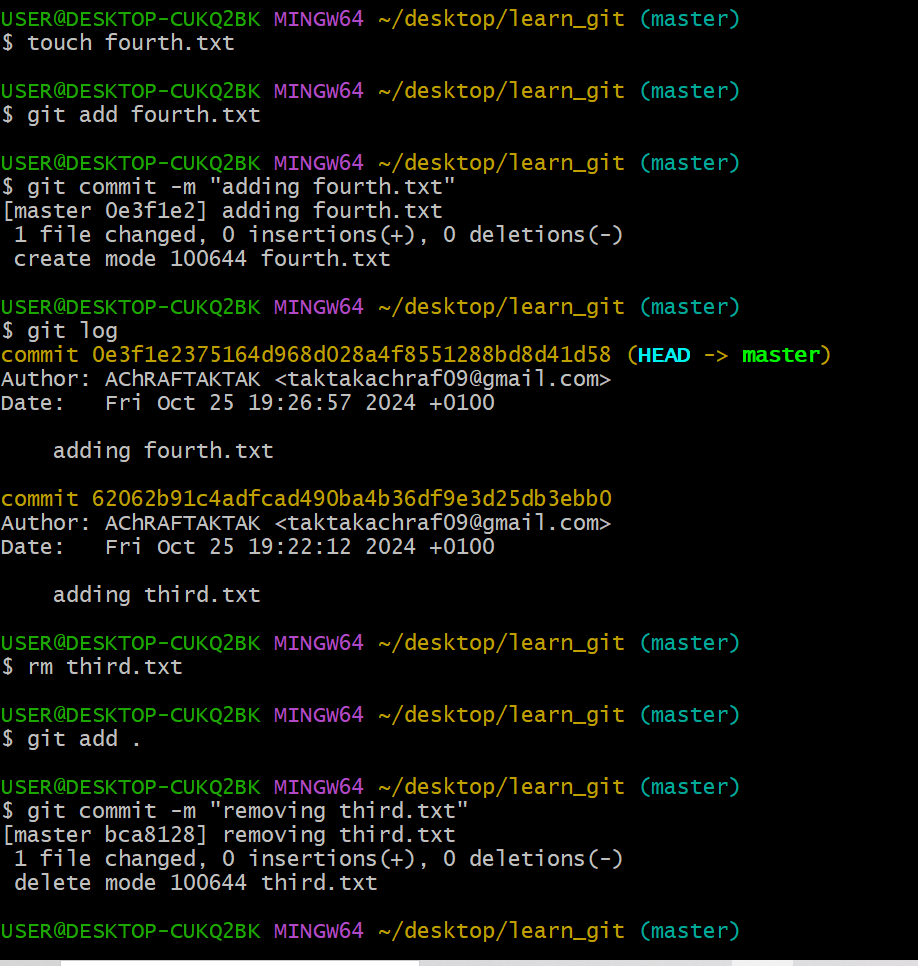 USER@DESKTOP-CUKQ2BK MINGW64 ~/desktop/learn_git (master)
$ touch fourth.txt
USER@DESKTOP-CUKQ2BK MINGW64 ~/desktop/learn_git (master)
$ git add fourth.txt
USER@DESKTOP-CUKQ2BK MINGW64 ~/desktop/learn_git (master)
$ git commit -m "adding fourth.txt"
[master 0e3f1e2] adding fourth.txt
 1 file changed, 0 insertions(+), 0 deletions(-)
 create mode 100644 fourth.txt
USER@DESKTOP-CUKQ2BK MINGW64 ~/desktop/learn_git (master)
$ git log
commit 0e3f1e2375164d968d028a4f8551288bd8d41d58 (HEAD -> master)
Author: AChRAFTAKTAK <taktakachraf09@gmail.com>
Date:   Fri Oct 25 19:26:57 2024 +0100
    adding fourth.txt
commit 62062b91c4adfcad490ba4b36df9e3d25db3ebb0
Author: AChRAFTAKTAK <taktakachraf09@gmail.com>
Date:   Fri Oct 25 19:22:12 2024 +0100
    adding third.txt
USER@DESKTOP-CUKQ2BK MINGW64 ~/desktop/learn_git (master)
$ rm third.txt
USER@DESKTOP-CUKQ2BK MINGW64 ~/desktop/learn_git (master)
$ git add .
USER@DESKTOP-CUKQ2BK MINGW64 ~/desktop/learn_git (master)
$ git commit -m "removing third.txt"
[master bca8128] removing third.txt
 1 file changed, 0 insertions(+), 0 deletions(-)
 delete mode 100644 third.txt
USER@DESKTOP-CUKQ2BK MINGW64 ~/desktop/learn_git (master)